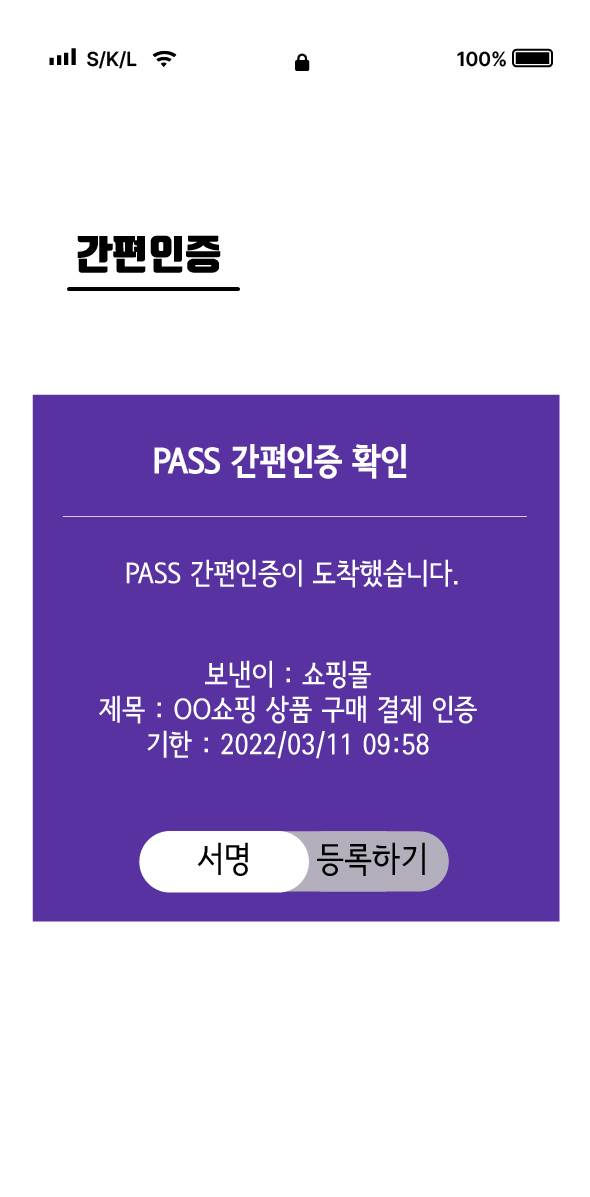 S/K/L 100%
간편인증
PASS 간편인증 확인
PASS 간편인증이 도착했습니다.
보낸이 : 쇼핑몰
제목 : OO쇼핑 상품 구매 결제 인증
기한 : 2022/03/11 09:58
서명 등록하기